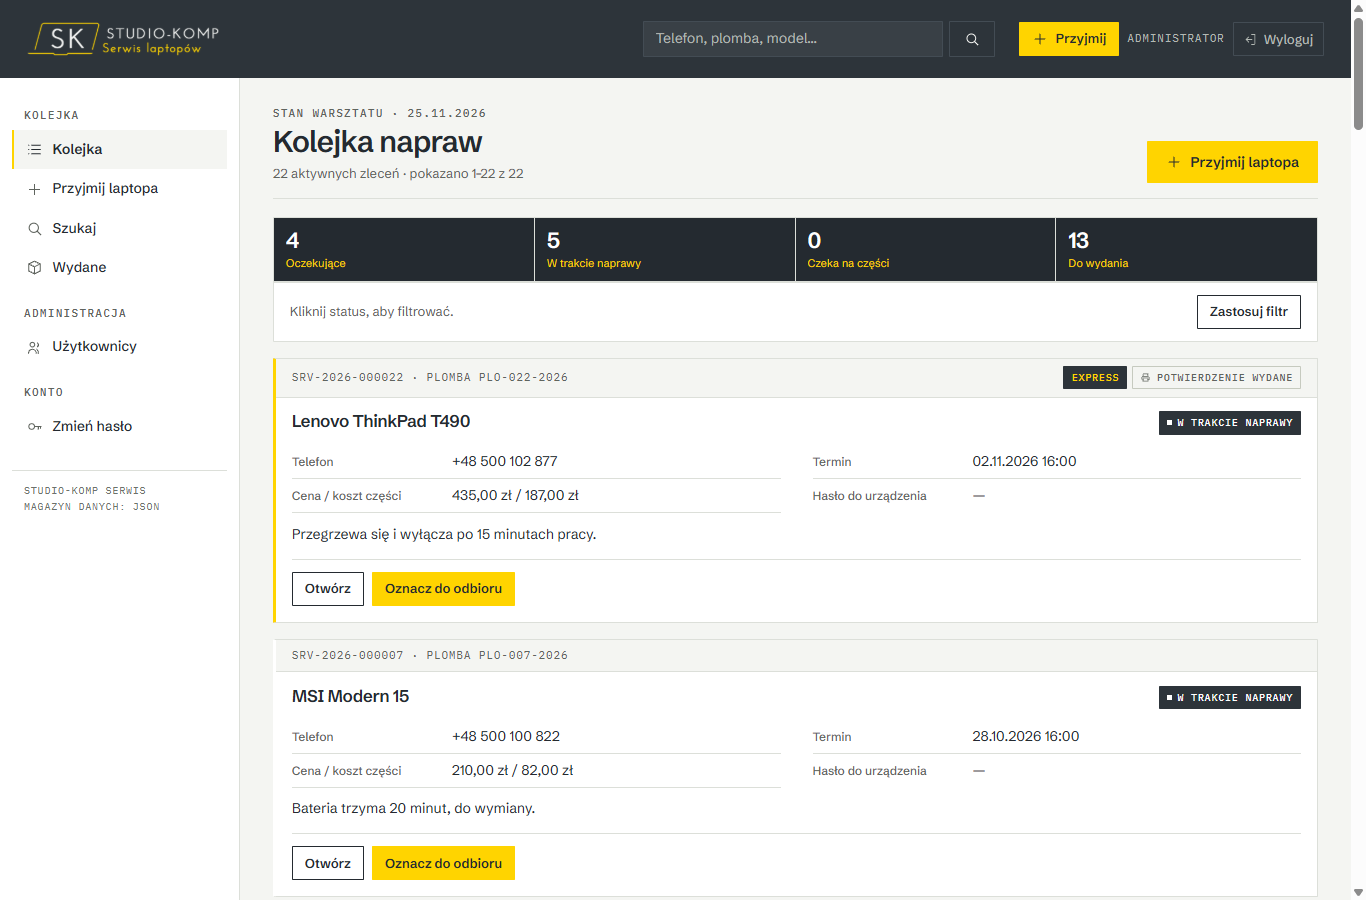 SK STUDIO-KOMP
Serwis laptopów
Telefon, plomba, model...
Przyjmij
ADMINISTRATOR
Wyloguj
KOLEJKA
Kolejka
Przyjmij laptopa
Szukaj
Wydane
ADMINISTRACJA
Użytkownicy
KONTO
Zmień hasło
STUDIO-KOMP SERWIS
MAGAZYN DANYCH: JSON
STAN WARSZTATU · 25.11.2026
Kolejka napraw
22 aktywnych zleceń · pokazano 1-22 z 22
Przyjmij laptopa
4
Oczekujące
5
W trakcie naprawy
0
Czeka na części
13
Do wydania
Kliknij status, aby filtrować.
Zastosuj filtr
SRV-2026-000022 · PLOMBA PLO-022-2026
EXPRESS
POTWIERDZENIE WYDANE
Lenovo ThinkPad T490
W TRAKCIE NAPRAWY
Telefon +48 500 102 877
Termin 02.11.2026 16:00
Cena / koszt części 435,00 zł / 187,00 zł
Hasło do urządzenia —
Przegrzewa się i wyłącza po 15 minutach pracy.
Otwórz
Oznacz do odbioru
SRV-2026-000007 · PLOMBA PLO-007-2026
MSI Modern 15
W TRAKCIE NAPRAWY
Telefon +48 500 100 822
Termin 28.10.2026 16:00
Cena / koszt części 210,00 zł / 82,00 zł
Hasło do urządzenia —
Bateria trzyma 20 minut, do wymiany.
Otwórz
Oznacz do odbioru